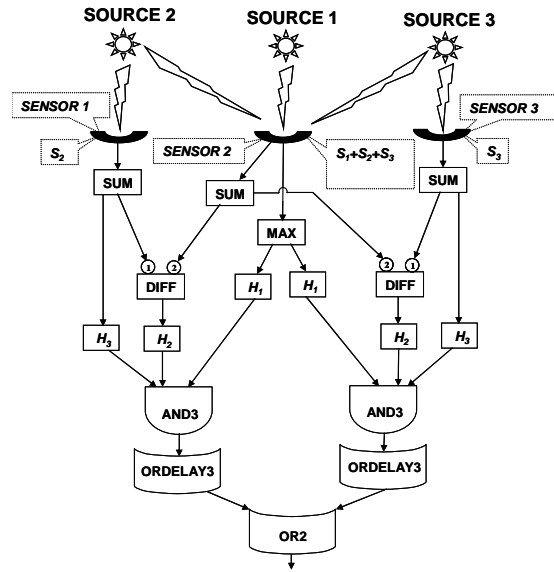 SOURCE 2 SOURCE 1 SOURCE 3
SENSOR 1 SENSOR 3
S2 SENSOR 2 S1+S2+S3 S3
SUM SUM SUM
MAX
1 2 2 1
DIFF H1 H1 DIFF
H3 H2 H2 H3
AND3 AND3
ORDELAY3 ORDELAY3
OR2